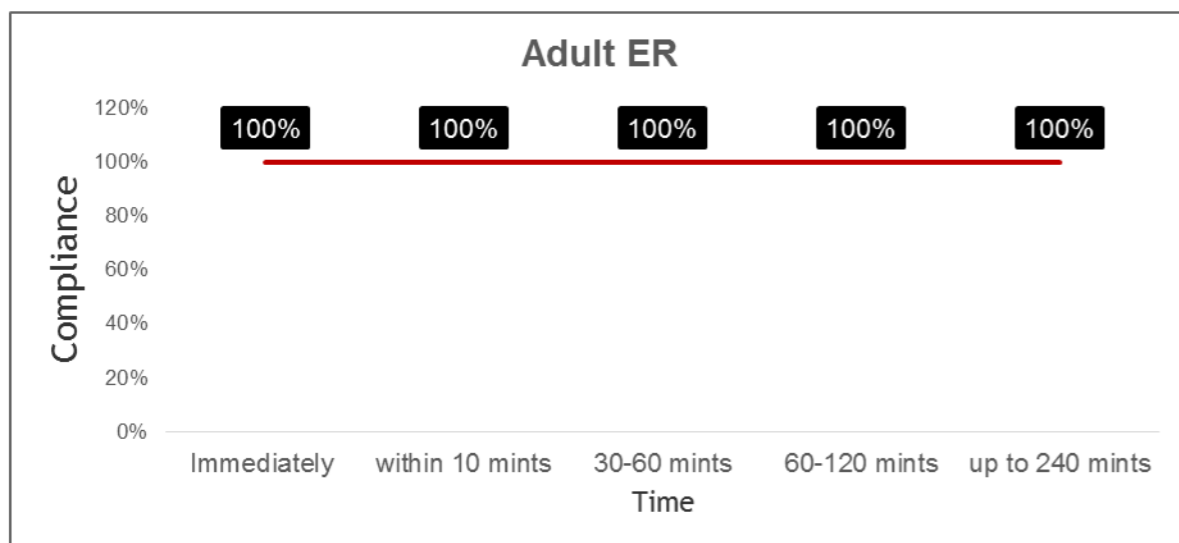 Adult ER
120%
100% 100% 100% 100% 100%
100%
80%
60%
40%
20%
0%
Compliance
Immediately within 10 mints 30-60 mints 60-120 mints up to 240 mints
Time